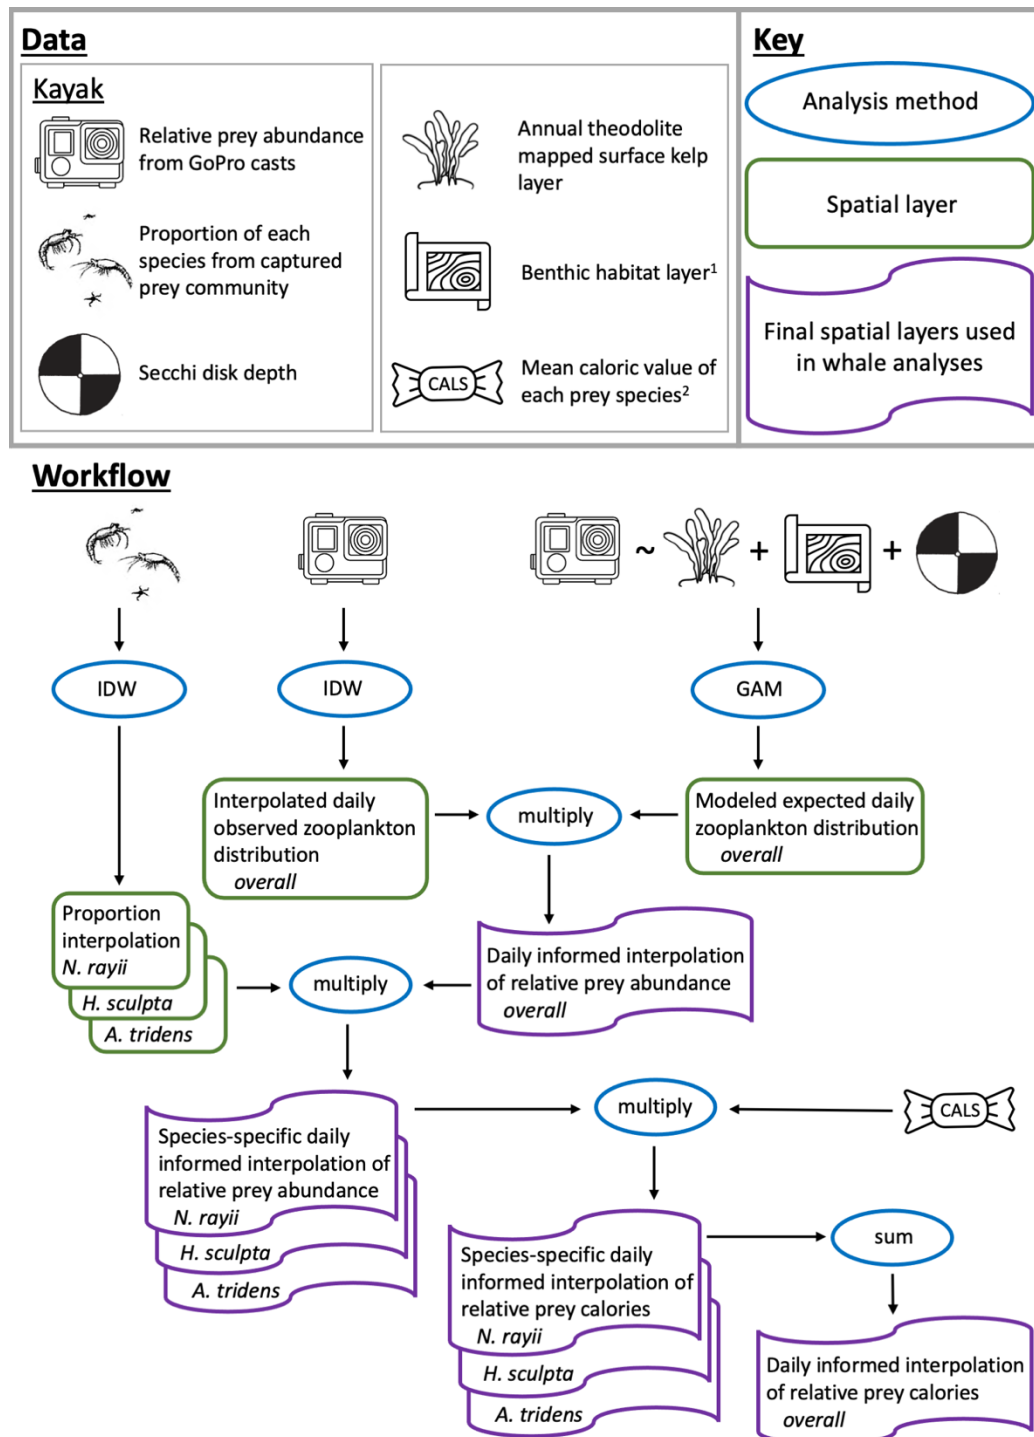 Data
Kayak
Relative prey abundance
from GoPro casts
Proportion of each
species from captured
prey community
Secchi disk depth
Annual theodolite
mapped surface kelp
layer
Benthic habitat layer¹
CALS
Mean caloric value of
each prey species²
Key
Analysis method
Spatial layer
Final spatial layers used
in whale analyses
Workflow
~
+
+
IDW
IDW
GAM
Interpolated daily
observed zooplankton
distribution
overall
multiply
Modeled expected daily
zooplankton distribution
overall
Proportion
interpolation
N. rayii
H. sculpta
A. tridens
multiply
Daily informed interpolation
of relative prey abundance
overall
multiply
CALS
Species-specific daily
informed interpolation of
relative prey abundance
N. rayii
H. sculpta
A. tridens
Species-specific daily
informed interpolation of
relative prey calories
N. rayii
H. sculpta
A. tridens
sum
Daily informed interpolation
of relative prey calories
overall